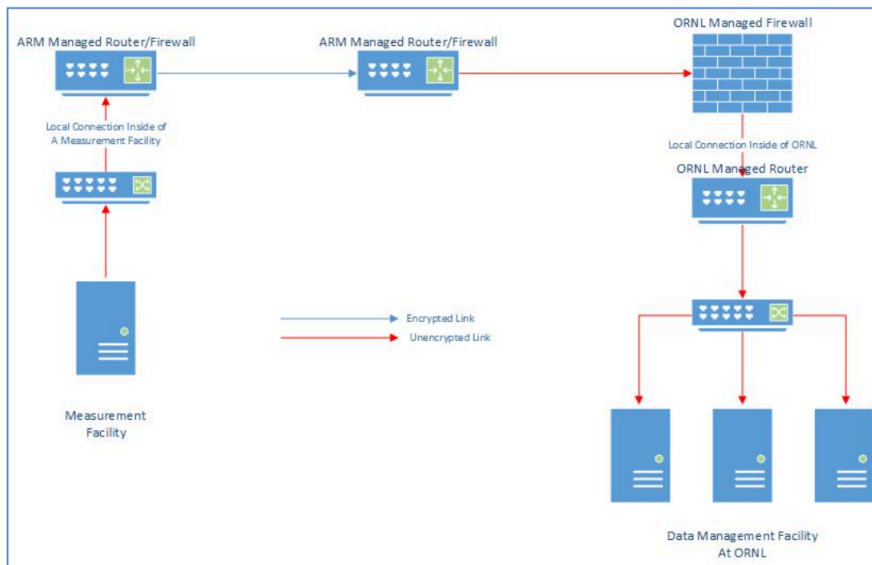 ARM Managed Router/Firewall
ARM Managed Router/Firewall
ORNL Managed Firewall
Local Connection Inside of
A Measurement Facility
Local Connection Inside of ORNL
ORNL Managed Router
Encrypted Link
Unencrypted Link
Measurement
Facility
Data Management Facility
At ORNL